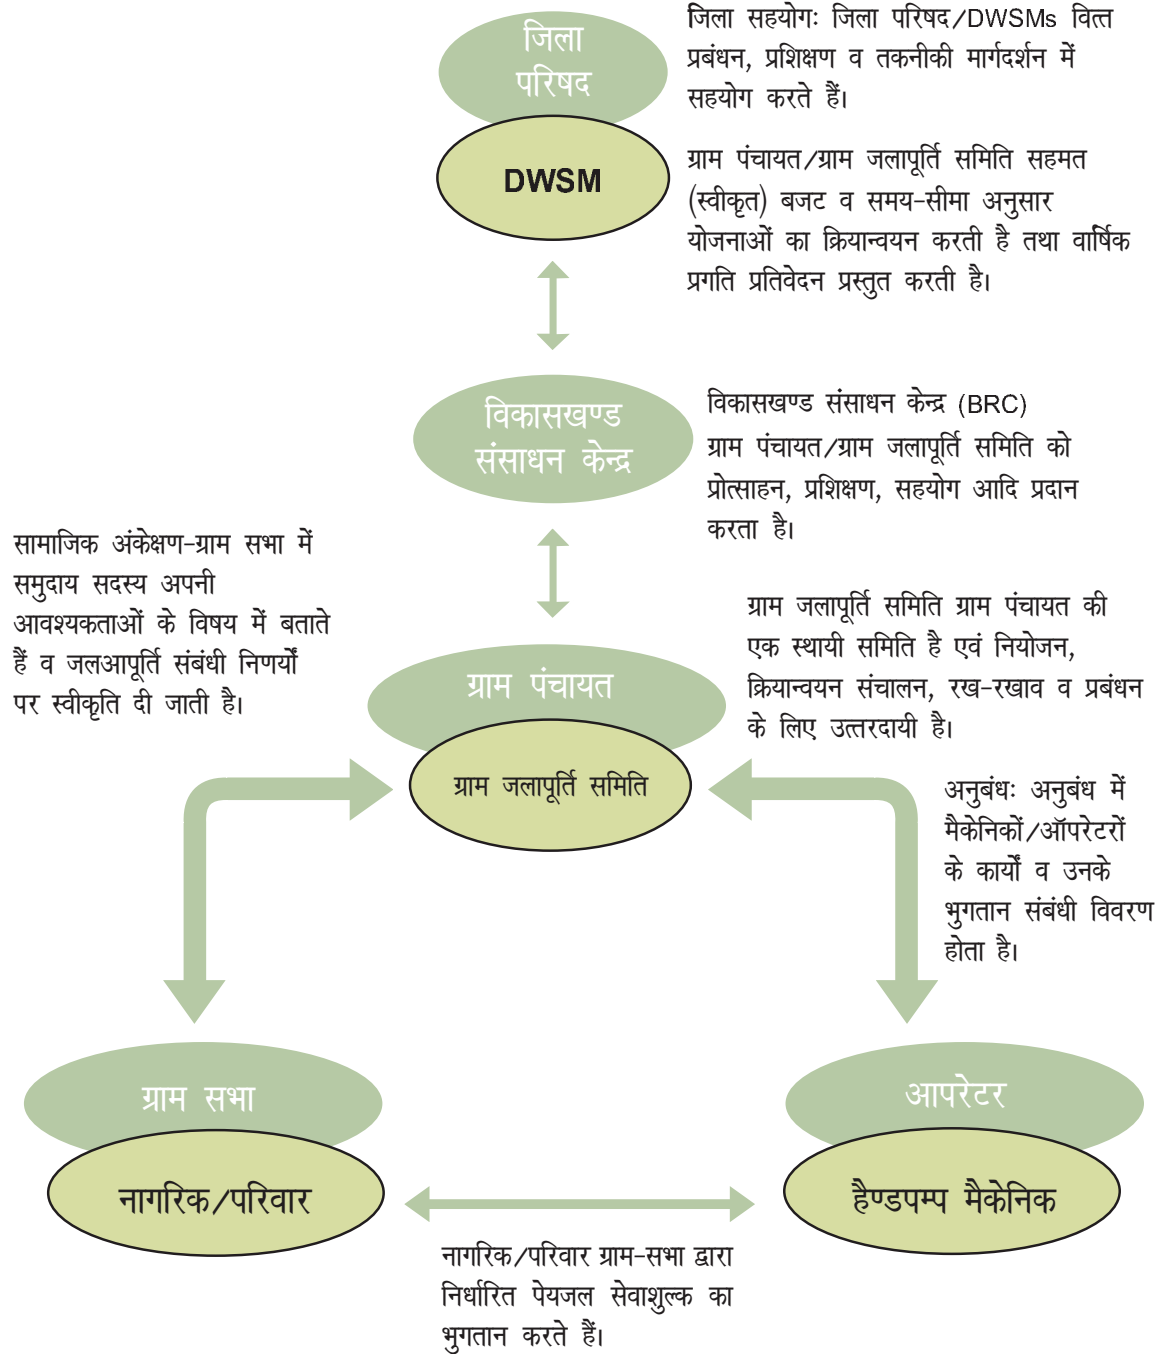 जिला
परिषद
DWSM
जिला सहयोगः जिला परिषद/DWSMs वित्त
प्रबंधन, प्रशिक्षण व तकनीकी मार्गदर्शन में
सहयोग करते हैं।
ग्राम पंचायत/ग्राम जलापूर्ति समिति सहमत
(स्वीकृत) बजट व समय-सीमा अनुसार
योजनाओं का क्रियान्वयन करती है तथा वार्षिक
प्रगति प्रतिवेदन प्रस्तुत करती है।
विकासखण्ड
संसाधन केन्द्र
विकासखण्ड संसाधन केन्द्र (BRC)
ग्राम पंचायत/ग्राम जलापूर्ति समिति को
प्रोत्साहन, प्रशिक्षण, सहयोग आदि प्रदान
करता है।
सामाजिक अंकेक्षण-ग्राम सभा में
समुदाय सदस्य अपनी
आवश्यकताओं के विषय में बताते
हैं व जलआपूर्ति संबंधी निणर्यों
पर स्वीकृति दी जाती है।
ग्राम पंचायत
ग्राम जलापूर्ति समिति
ग्राम जलापूर्ति समिति ग्राम पंचायत की
एक स्थायी समिति है एवं नियोजन,
क्रियान्वयन संचालन, रख-रखाव व प्रबंधन
के लिए उत्तरदायी है।
अनुबंधः अनुबंध में
मैकेनिकों/ऑपरेटरों
के कार्यों व उनके
भुगतान संबंधी विवरण
होता है।
ग्राम सभा
नागरिक/परिवार
आपरेटर
हैण्डपम्प मैकेनिक
नागरिक/परिवार ग्राम-सभा द्वारा
निर्धारित पेयजल सेवाशुल्क का
भुगतान करते हैं।